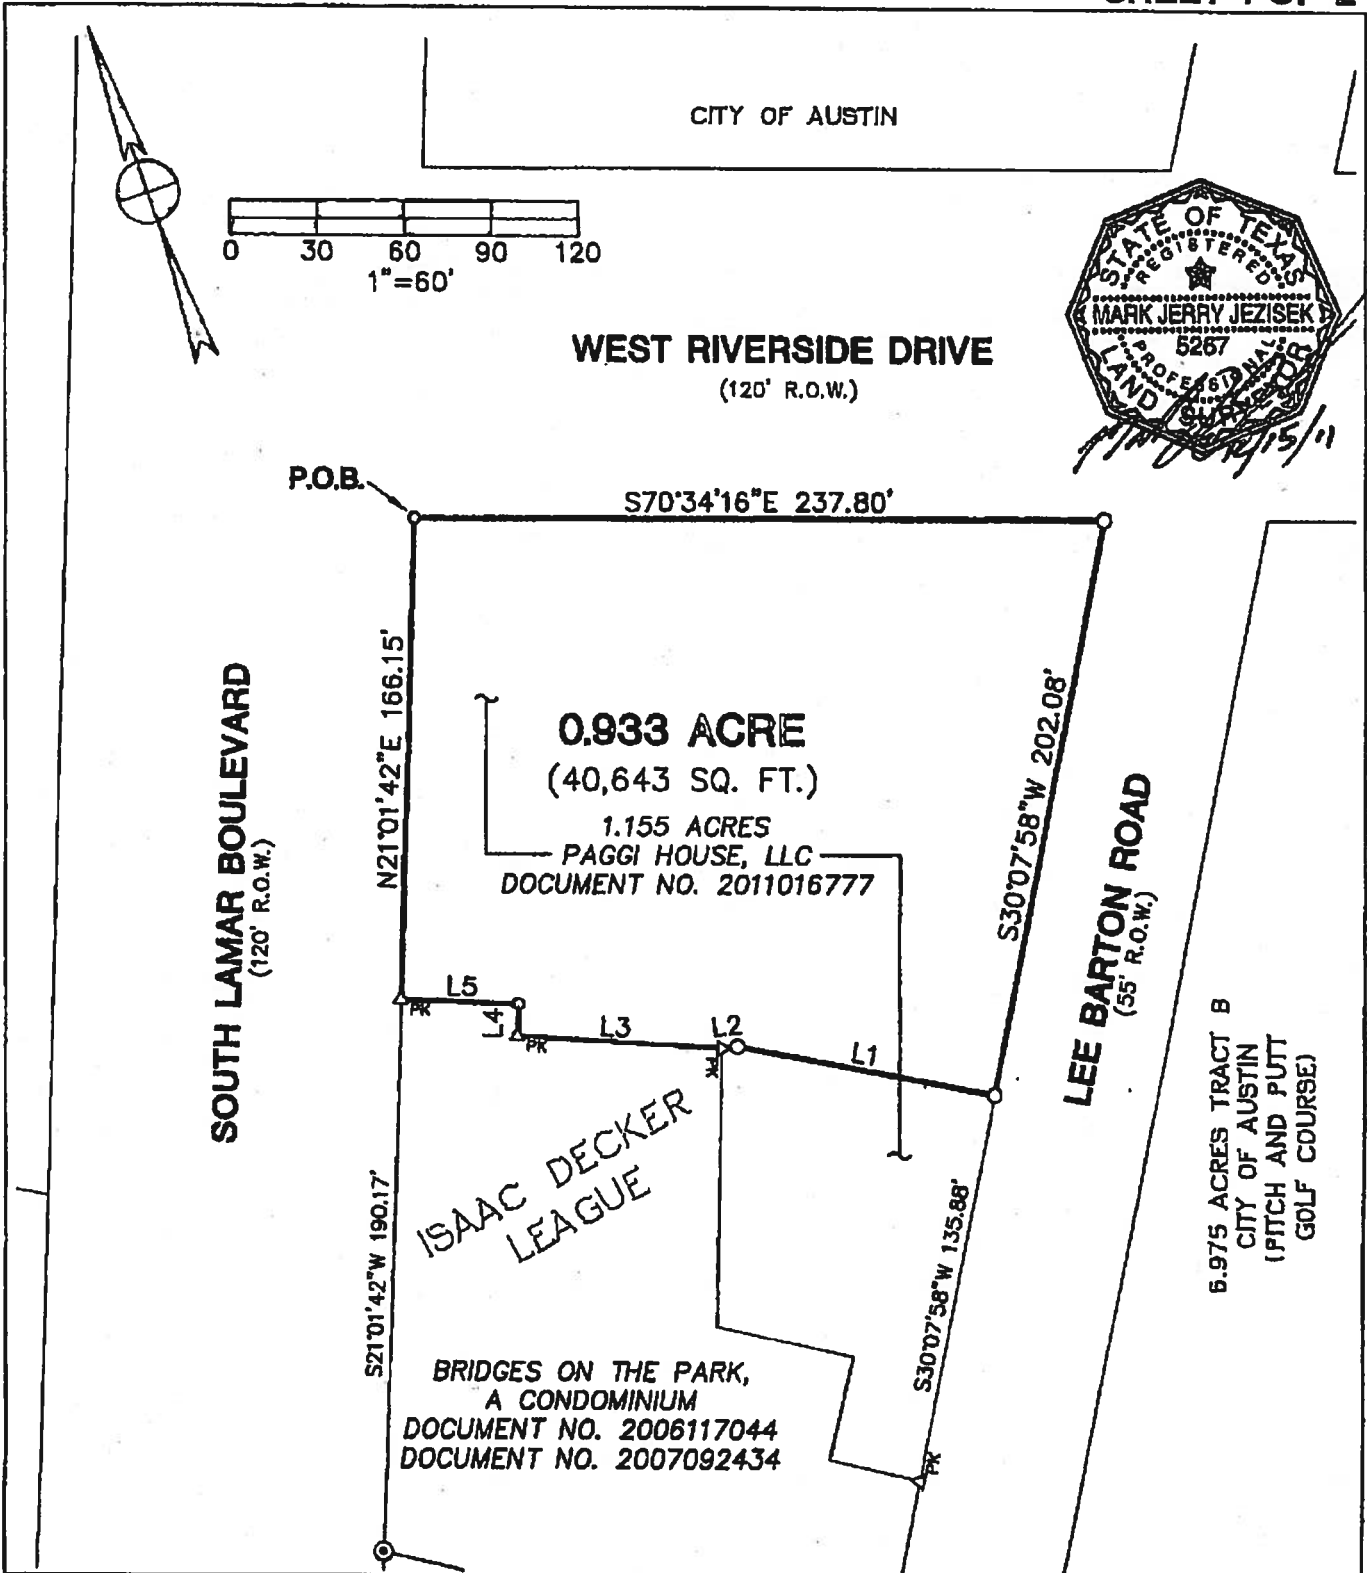 CITY OF AUSTIN
0 30 60 90 120
1"=60'
STATE OF TEXAS
REGISTERED
MARK JERRY JEZISEK
5267
PROFESSIONAL
LAND SURVEYOR
WEST RIVERSIDE DRIVE
(120' R.O.W.)
P.O.B.
S70°34'16"E 237.80'
N21°01'42"E 166.15'
SOUTH LAMAR BOULEVARD
(120' R.O.W.)
0.933 ACRE
(40,643 SQ. FT.)
1.155 ACRES
PAGGI HOUSE, LLC
DOCUMENT NO. 2011016777
S30°07'58"W 202.08'
LEE BARTON ROAD
(55' R.O.W.)
L5
PK
L4
PK
L3
L2
PK
L1
ISAAC DECKER
LEAGUE
6.975 ACRES TRACT B
CITY OF AUSTIN
(PITCH AND PUTT
GOLF COURSE)
S21°01'42"W 190.17'
S30°07'58"W 135.88'
BRIDGES ON THE PARK,
A CONDOMINIUM
DOCUMENT NO. 2006117044
DOCUMENT NO. 2007092434
PK